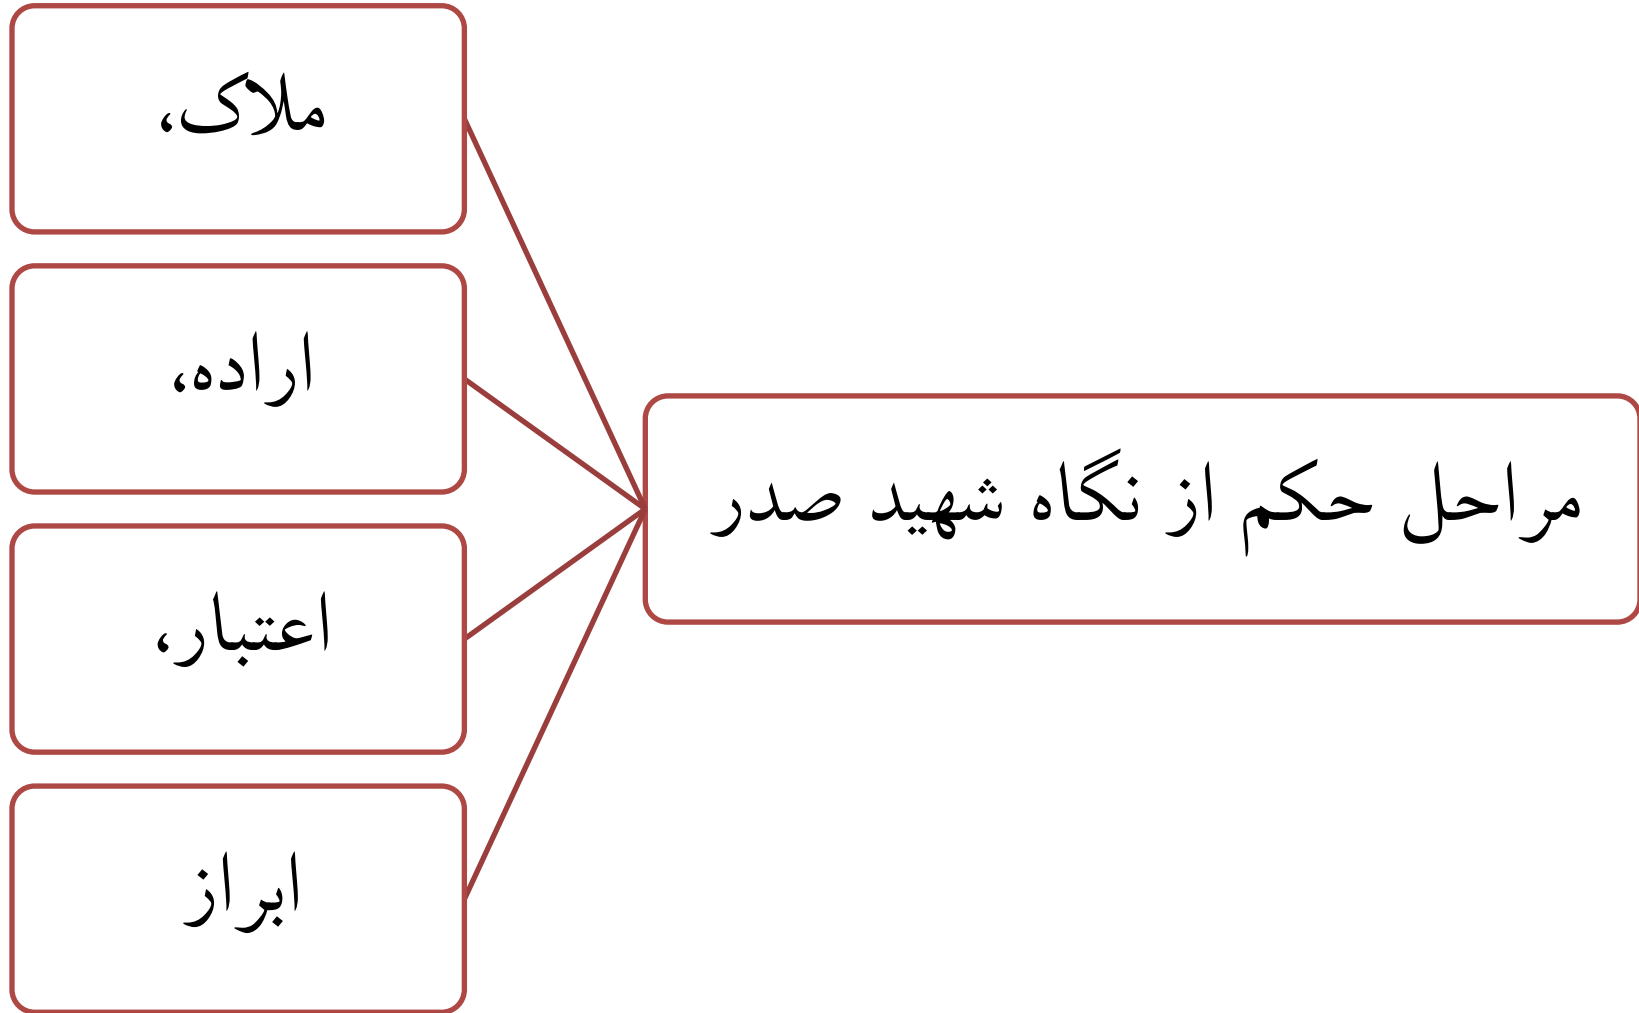 مراحل حکم از نگاه شهید صدر
ملاک،
اراده،
اعتبار،
ابراز